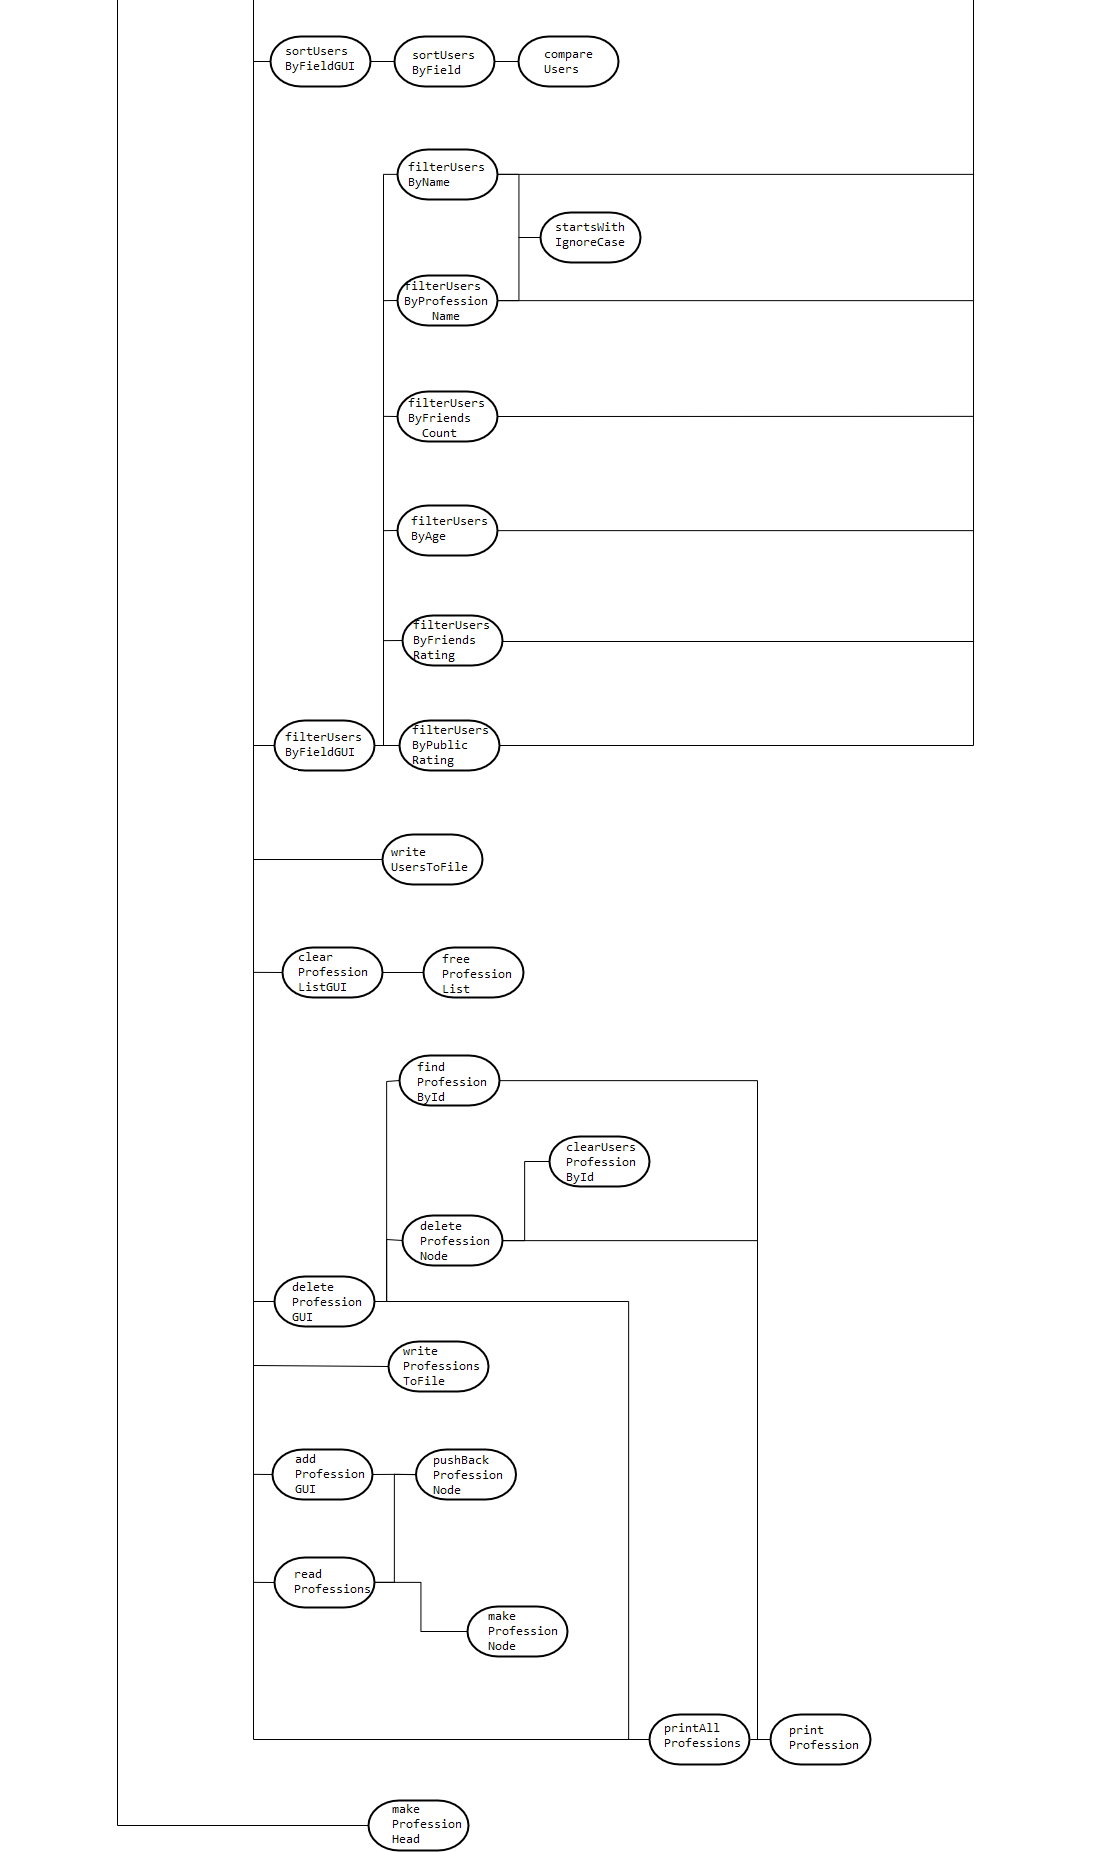 sortUsers
ByFieldGUI
sortUsers
ByField
compare
Users
filterUsers
ByName
startsWith
IgnoreCase
filterUsers
ByProfession
Name
filterUsers
ByFriends
Count
filterUsers
ByAge
filterUsers
ByFriends
Rating
filterUsers
ByFieldGUI
filterUsers
ByPublic
Rating
write
UsersToFile
clear
Profession
ListGUI
free
Profession
List
find
Profession
ById
clearUsers
Profession
ById
delete
Profession
Node
delete
Profession
GUI
write
Professions
ToFile
add
Profession
GUI
pushBack
Profession
Node
read
Professions
make
Profession
Node
printAll
Professions
print
Profession
make
Profession
Head